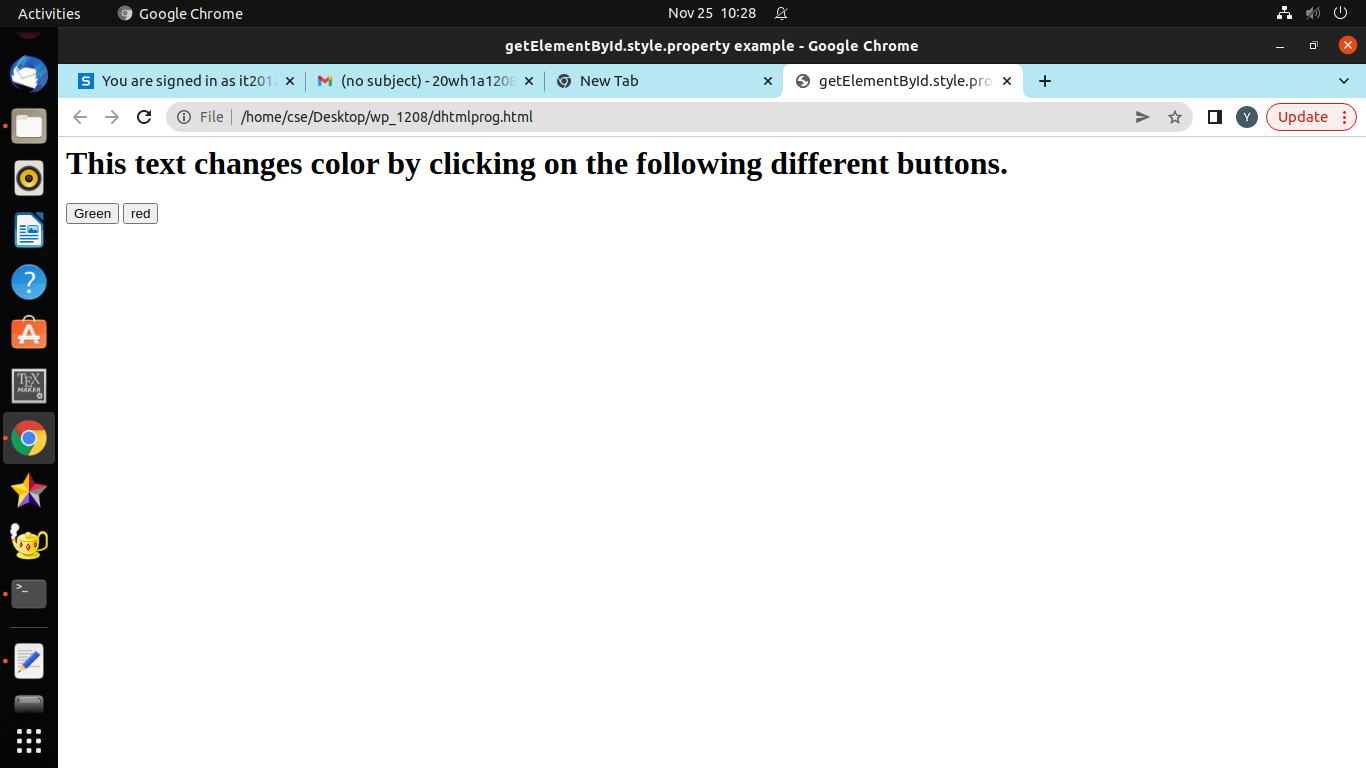 Activities Google Chrome Nov 25 10:28
getElementById.style.property example - Google Chrome
S You are signed in as it201 (no subject) - 20wh1a1208 New Tab getElementById.style.pro
File /home/cse/Desktop/wp_1208/dhtmlprog.html Y Update
This text changes color by clicking on the following different buttons.
Green red
?
A
TEX
MAKER
>_